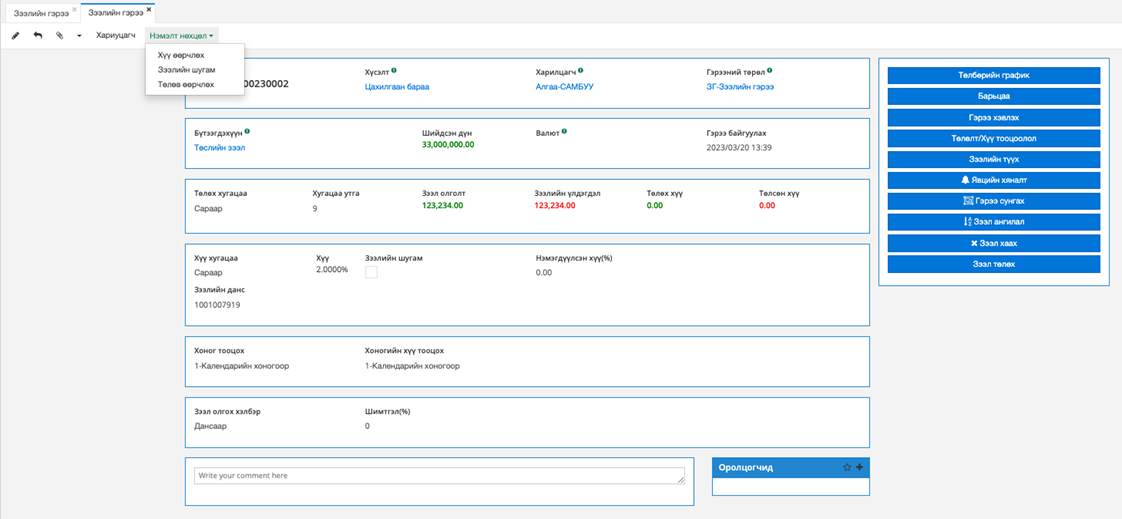 Зээлийн гэрээ
Зээлийн гэрээ
Хариуцагч
Нэмэлт нөхцөл
Хүү өөрчлөх
Зээлийн шугам
Төлөв өөрчлөх
00230002
Хүсэлт
Харилцагч
Гэрээний төрөл
Цахилгаан бараа
Алгаа-САМБУУ
ЗГ-Зээлийн гэрээ
Бүтээгдэхүүн
Шийдсэн дүн
Валют
Гэрээ байгуулах
Төслийн зээл
33,000,000.00
2023/03/20 13:39
Төлөх хугацаа
Хугацаа утга
Зээл олголт
Зээлийн үлдэгдэл
Төлөх хүү
Төлсөн хүү
Сараар
9
123,234.00
123,234.00
0.00
0.00
Хүү хугацаа
Хүү
Зээлийн шугам
Нэмэгдүүлсэн хүү(%)
Сараар
2.0000%
0.00
Зээлийн данс
1001007919
Хоног тооцох
Хоногийн хүү тооцох
1-Календарийн хоногоор
1-Календарийн хоногоор
Зээл олгох хэлбэр
Шимтгэл(%)
Дансаар
0
Write your comment here
Оролцогчид
Төлбөрийн график
Барьцаа
Гэрээ хэвлэх
Төлөлт/Хүү тооцоолол
Зээлийн түүх
Явцийн хяналт
Гэрээ сунгах
Зээл ангилал
Зээл хаах
Зээл төлөх